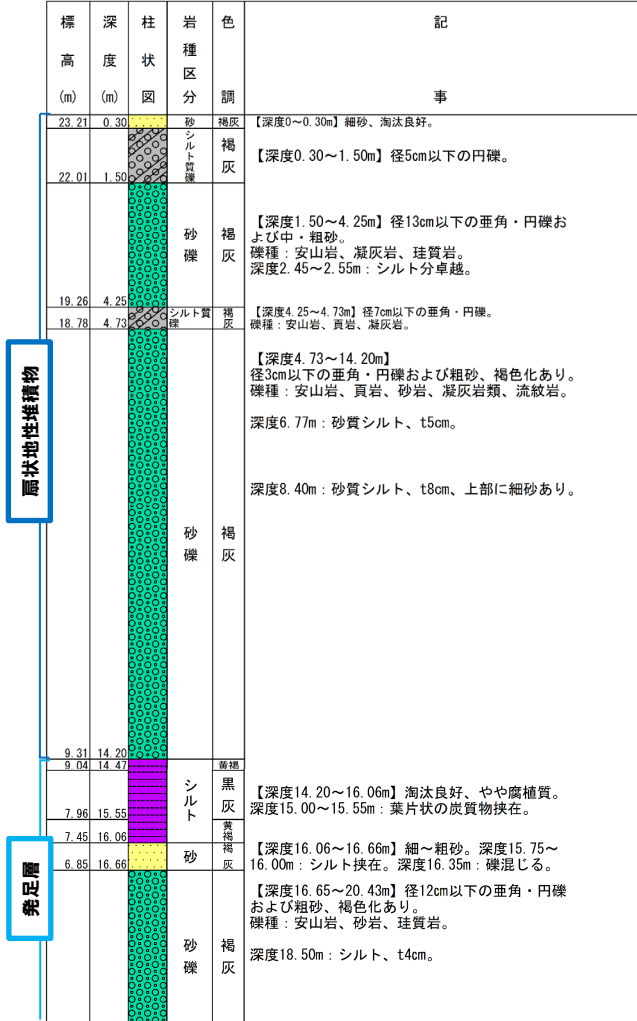 標高(m) 深度(m) 柱状図 岩種区分 色調 記事
23.21 0.30 砂 褐灰 【深度0～0.30m】細砂、淘汰良好。
22.01 1.50 シルト質礫 褐灰 【深度0.30～1.50m】径5cm以下の円礫。
19.26 4.25 砂礫 褐灰 【深度1.50～4.25m】径13cm以下の亜角・円礫お
よび中・粗砂。
礫種：安山岩、凝灰岩、珪質岩。
深度2.45～2.55m：シルト分卓越。
18.78 4.73 シルト質礫 褐灰 【深度4.25～4.73m】径7cm以下の亜角・円礫。
礫種：安山岩、頁岩、凝灰岩。
扇状地性堆積物
9.31 14.20 砂礫 褐灰 【深度4.73～14.20m】
径3cm以下の亜角・円礫および粗砂、褐色化あり。
礫種：安山岩、頁岩、砂岩、凝灰岩類、流紋岩。
深度6.77m：砂質シルト、t5cm。
深度8.40m：砂質シルト、t8cm、上部に細砂あり。
9.04 14.47 黄褐
7.96 15.55 シルト 黒灰 【深度14.20～16.06m】淘汰良好、やや腐植質。
深度15.00～15.55m：葉片状の炭質物挟在。
7.45 16.06 黄褐
6.85 16.66 砂 褐灰 【深度16.06～16.66m】細～粗砂。深度15.75～
16.00m：シルト挟在。深度16.35m：礫混じる。
発足層
砂礫 褐灰 【深度16.65～20.43m】径12cm以下の亜角・円礫
および粗砂、褐色化あり。
礫種：安山岩、砂岩、珪質岩。
深度18.50m：シルト、t4cm。